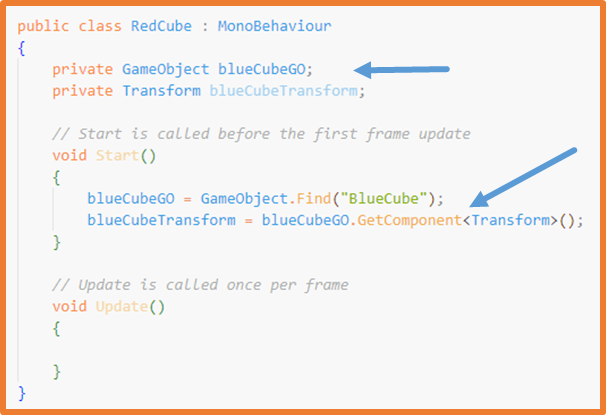 public class RedCube : MonoBehaviour
{
    private GameObject blueCubeGO;
    private Transform blueCubeTransform;
    // Start is called before the first frame update
    void Start()
    {
        blueCubeGO = GameObject.Find("BlueCube");
        blueCubeTransform = blueCubeGO.GetComponent<Transform>();
    }
    // Update is called once per frame
    void Update()
    {
    }
}